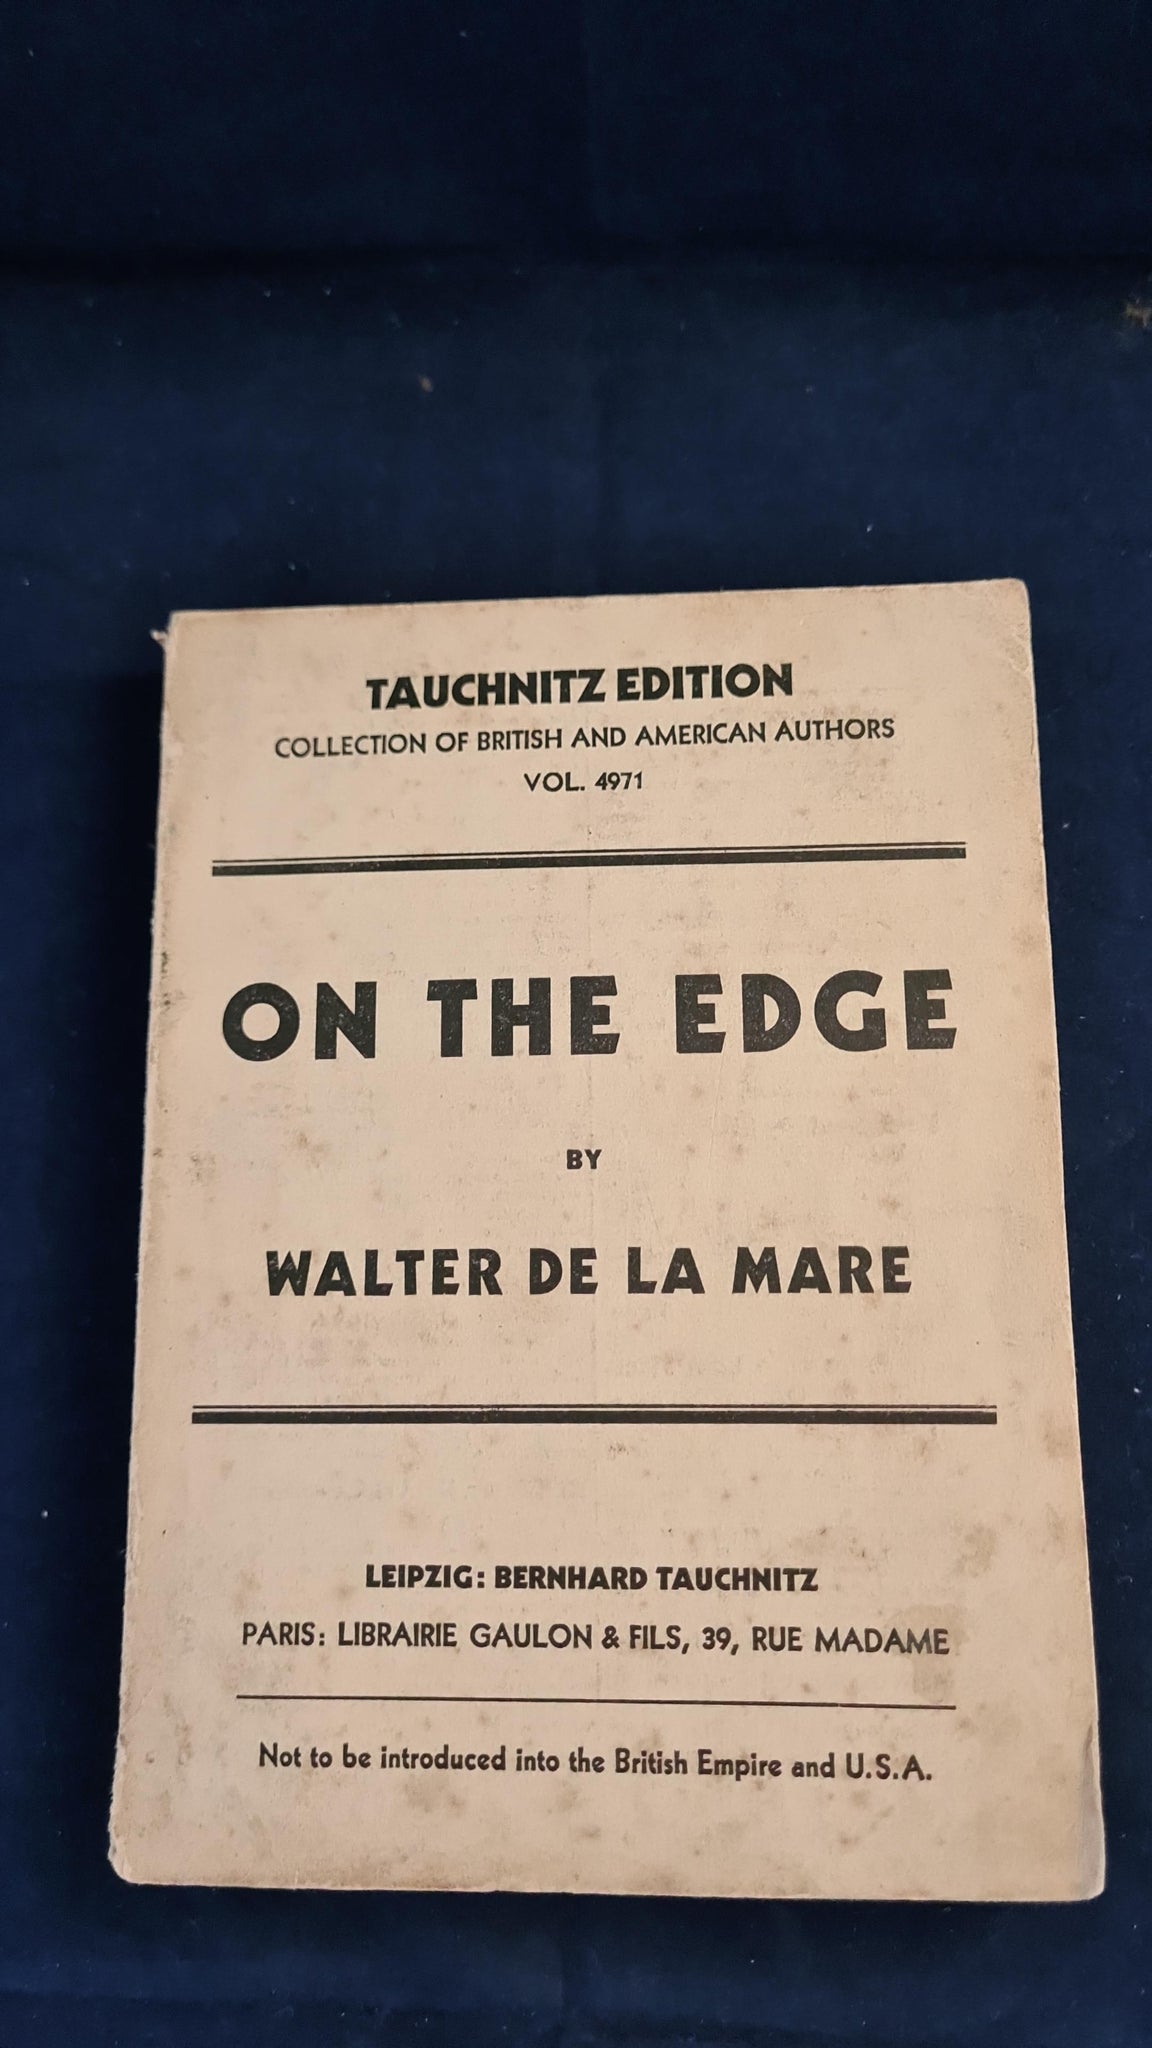 TAUCHNITZ EDITION
COLLECTION OF BRITISH AND AMERICAN AUTHORS
VOL. 4971
ON THE EDGE
BY
WALTER DE LA MARE
LEIPZIG: BERNHARD TAUCHNITZ
PARIS: LIBRAIRIE GAULON & FILS, 39, RUE MADAME
Not to be introduced into the British Empire and U.S.A.